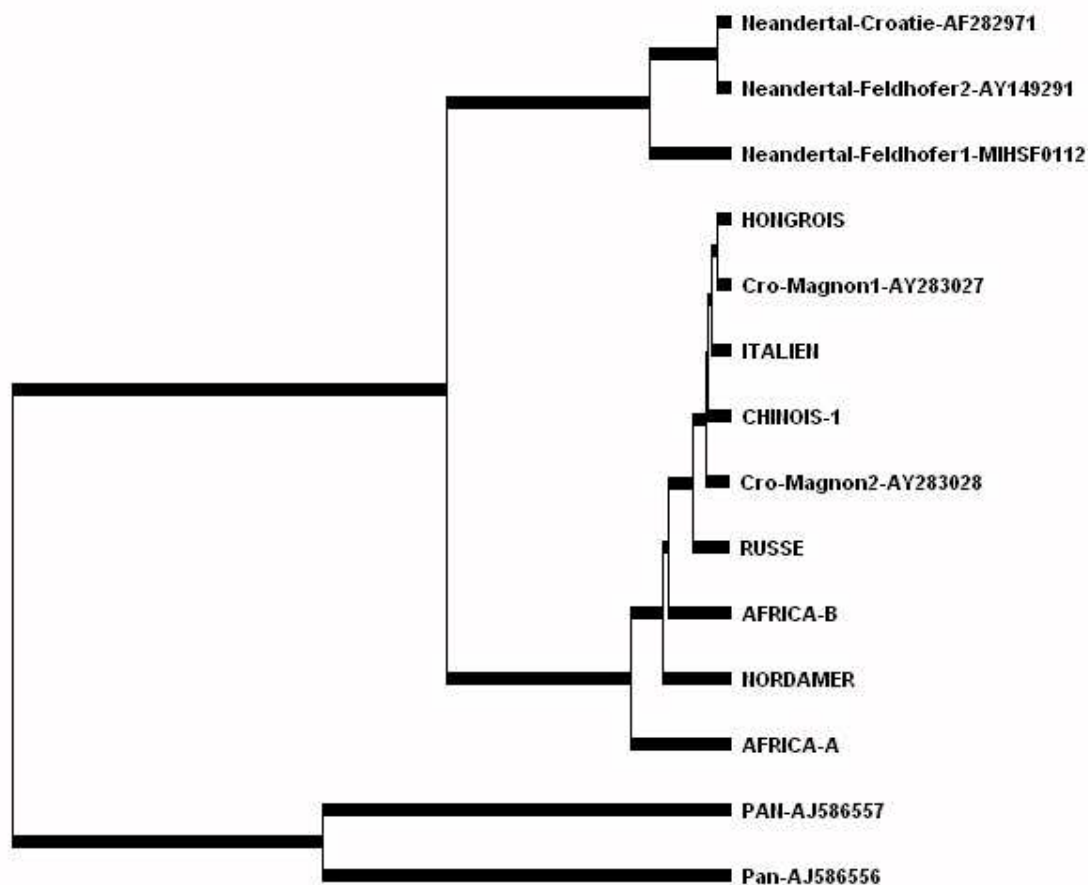 Neandertal-Croatie-AF282971
Neandertal-Feldhofer2-AY149291
Neandertal-Feldhofer1-MIHSF0112
HONGROIS
Cro-Magnon1-AY283027
ITALIEN
CHINOIS-1
Cro-Magnon2-AY283028
RUSSE
AFRICA-B
NORDAMER
AFRICA-A
PAN-AJ586557
Pan-AJ586556